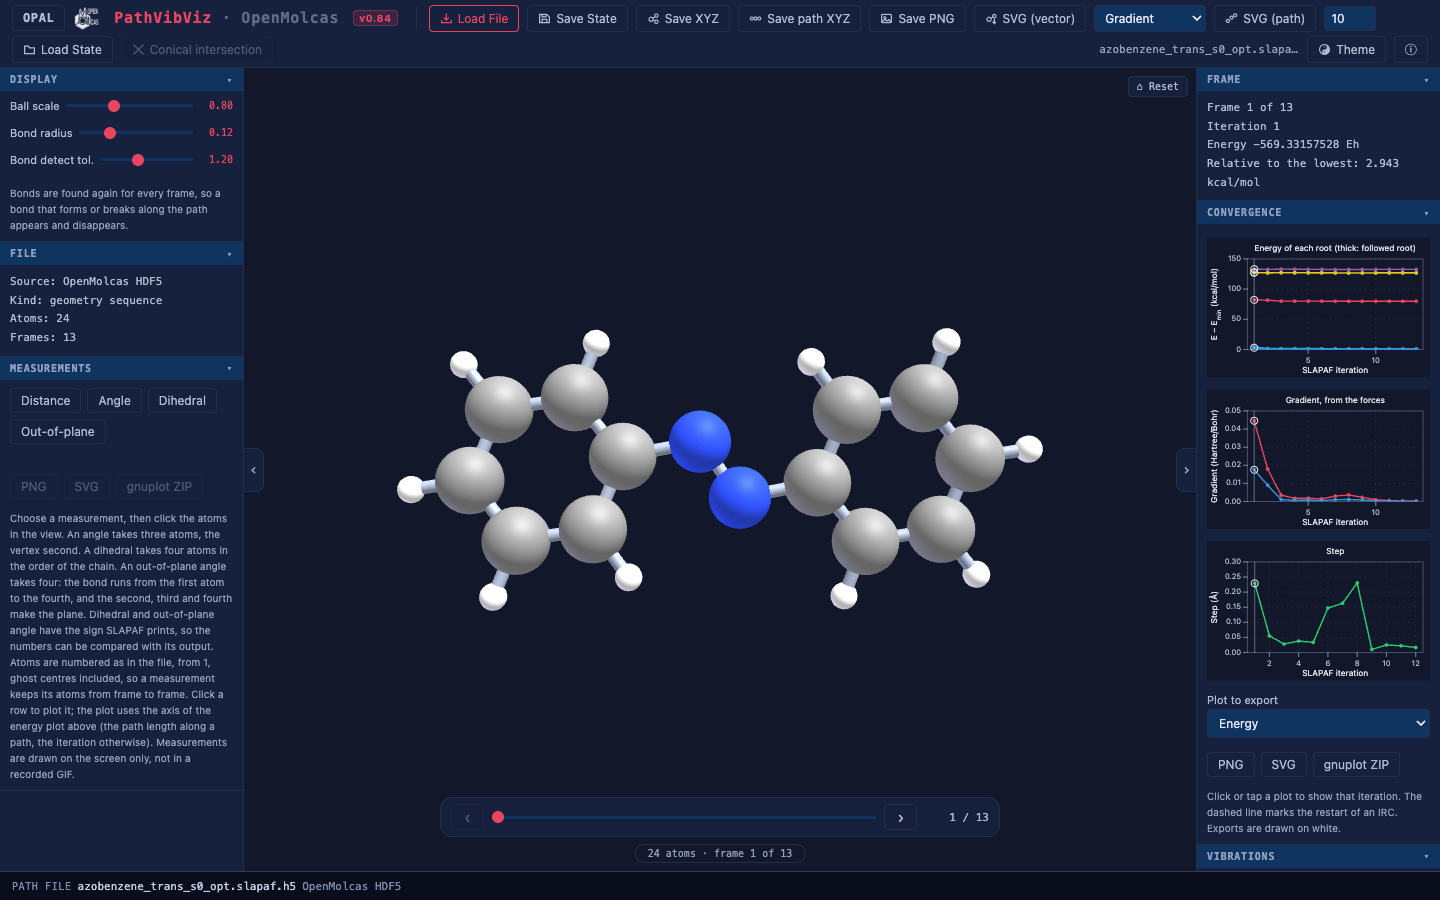 OPAL
OPEN
MOLCAS
PathVibViz · OpenMolcas
v0.84
Load File
Save State
Save XYZ
Save path XYZ
Save PNG
SVG (vector)
Gradient
SVG (path)
10
Load State
Conical intersection
azobenzene_trans_s0_opt.slapa…
Theme
DISPLAY
Ball scale 0.80
Bond radius 0.12
Bond detect tol. 1.20
Bonds are found again for every frame, so a
bond that forms or breaks along the path
appears and disappears.
FILE
Source: OpenMolcas HDF5
Kind: geometry sequence
Atoms: 24
Frames: 13
MEASUREMENTS
Distance
Angle
Dihedral
Out-of-plane
PNG
SVG
gnuplot ZIP
Choose a measurement, then click the atoms
in the view. An angle takes three atoms, the
vertex second. A dihedral takes four atoms in
the order of the chain. An out-of-plane angle
takes four: the bond runs from the first atom
to the fourth, and the second, third and fourth
make the plane. Dihedral and out-of-plane
angle have the sign SLAPAF prints, so the
numbers can be compared with its output.
Atoms are numbered as in the file, from 1,
ghost centres included, so a measurement
keeps its atoms from frame to frame. Click a
row to plot it; the plot uses the axis of the
energy plot above (the path length along a
path, the iteration otherwise). Measurements
are drawn on the screen only, not in a
recorded GIF.
Reset
1 / 13
24 atoms · frame 1 of 13
FRAME
Frame 1 of 13
Iteration 1
Energy −569.33157528 Eh
Relative to the lowest: 2.943
kcal/mol
CONVERGENCE
Energy of each root (thick: followed root)
E − Emin (kcal/mol)
150
100
50
0
5 10
SLAPAF iteration
Gradient, from the forces
Gradient (Hartree/Bohr)
0.05
0.04
0.03
0.02
0.01
0.00
5 10
SLAPAF iteration
Step
Step (Å)
0.30
0.25
0.20
0.15
0.10
0.05
0.00
2 4 6 8 10 12
SLAPAF iteration
Plot to export
Energy
PNG
SVG
gnuplot ZIP
Click or tap a plot to show that iteration. The
dashed line marks the restart of an IRC.
Exports are drawn on white.
VIBRATIONS
PATH FILE azobenzene_trans_s0_opt.slapaf.h5 OpenMolcas HDF5